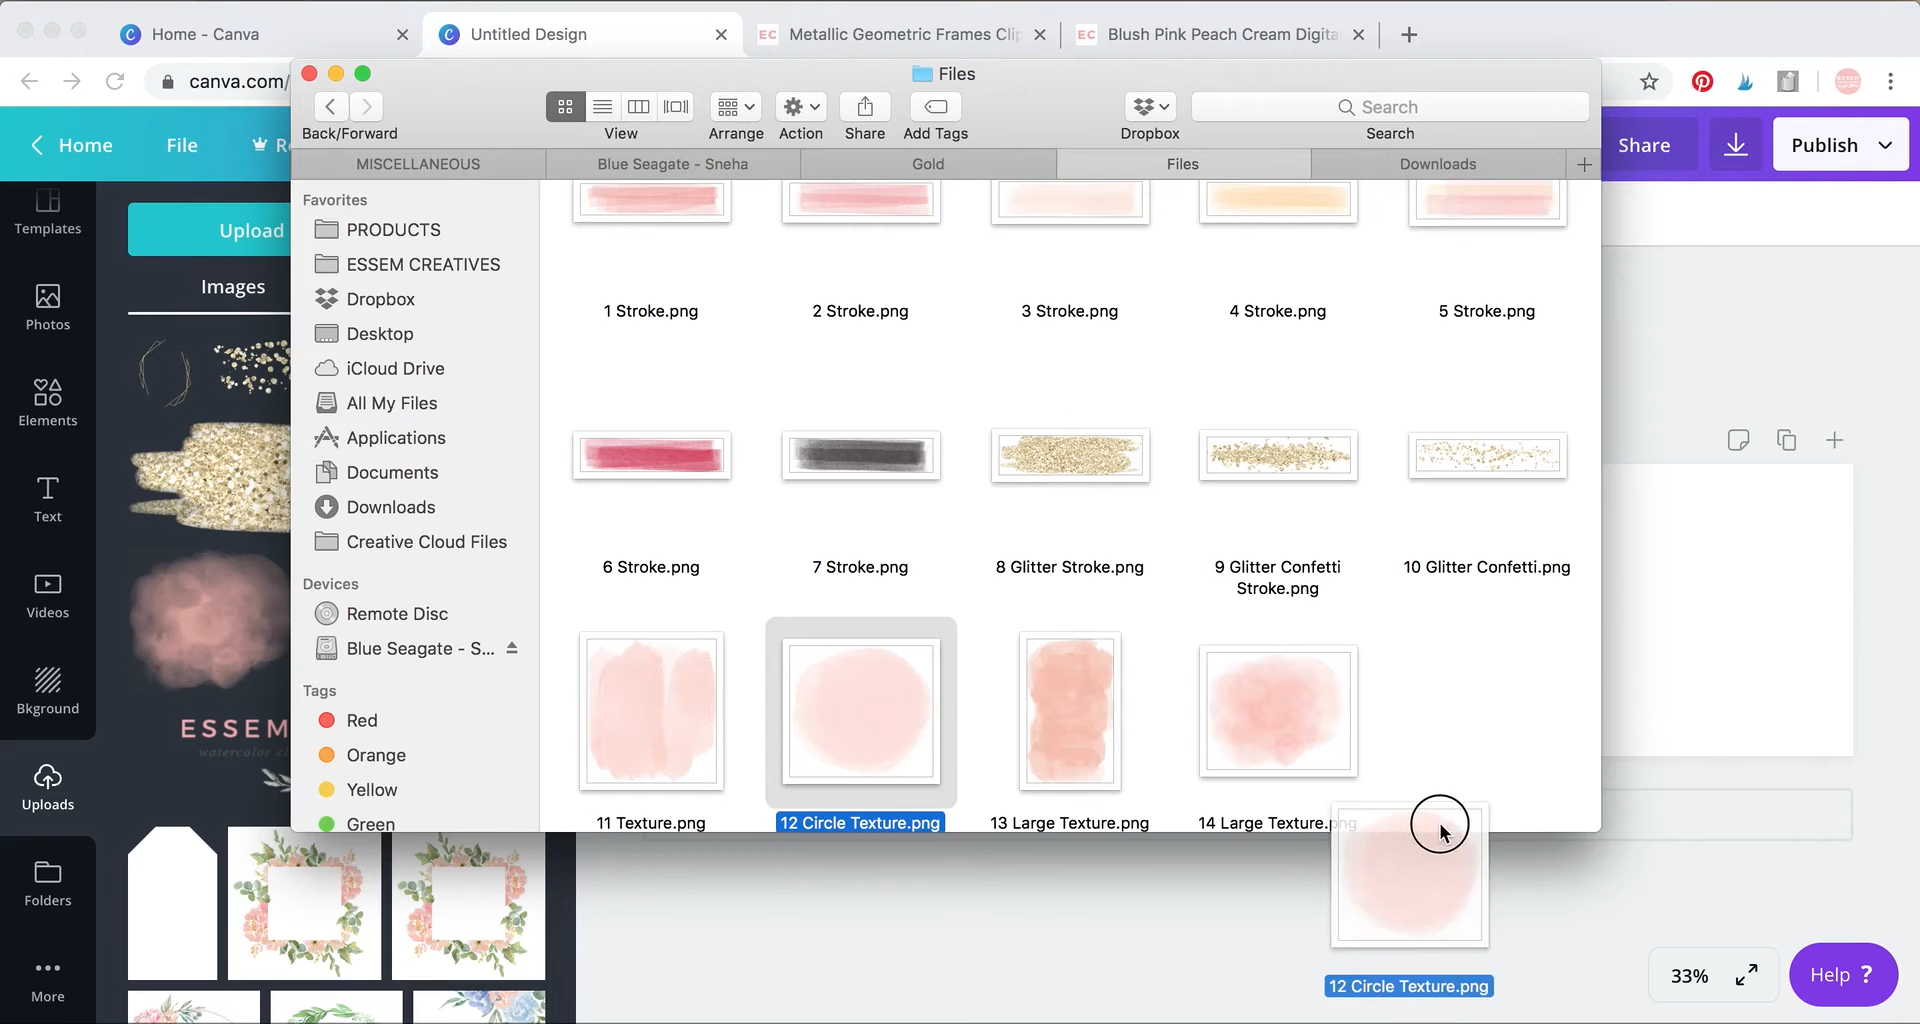 Home - Canva
Untitled Design
EC Metallic Geometric Frames Clip
EC Blush Pink Peach Cream Digita
canva.com/
Files
Back/Forward
View
Arrange
Action
Share
Add Tags
Dropbox
Search
Search
Home
File
Share
Publish
MISCELLANEOUS
Blue Seagate - Sneha
Gold
Files
Downloads
Templates
Photos
Elements
Text
Videos
Bkground
Uploads
Folders
More
Upload
Images
ESSEM
Favorites
PRODUCTS
ESSEM CREATIVES
Dropbox
Desktop
iCloud Drive
All My Files
Applications
Documents
Downloads
Creative Cloud Files
Devices
Remote Disc
Blue Seagate - S...
Tags
Red
Orange
Yellow
Green
1 Stroke.png
2 Stroke.png
3 Stroke.png
4 Stroke.png
5 Stroke.png
6 Stroke.png
7 Stroke.png
8 Glitter Stroke.png
9 Glitter Confetti
Stroke.png
10 Glitter Confetti.png
11 Texture.png
12 Circle Texture.png
13 Large Texture.png
14 Large Texture.png
12 Circle Texture.png
33%
Help ?